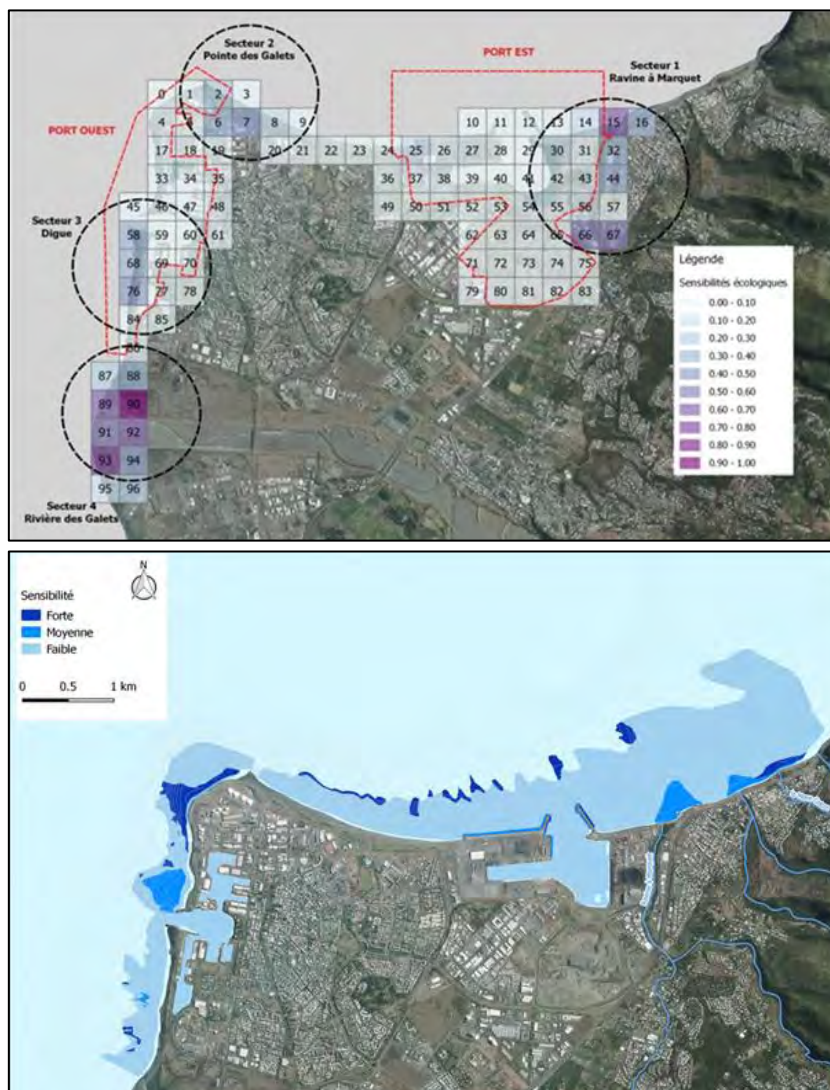 Secteur 2
Pointe des Galets
PORT EST
Secteur 1
Ravine à Marquet
0 1 2 3
PORT OUEST
4 6 7 8 9
10 11 12 13 14 15 16
17 18 19 20 21 22 23 24 25 26 27 28 29 30 31 32
33 34 35 36 37 38 39 40 41 42 43 44
45 46 47 48 49 50 51 52 53 54 55 56 57
Secteur 3
Digue
58 59 60 61 62 63 64 65 66 67
68 69 70 71 72 73 74 75
76 77 78 79 80 81 82 83
84 85
87 88
89 90
91 92
93 94
95 96
Secteur 4
Rivière des Galets
Légende
Sensibilités écologiques
0.00 - 0.10
0.10 - 0.20
0.20 - 0.30
0.30 - 0.40
0.40 - 0.50
0.50 - 0.60
0.60 - 0.70
0.70 - 0.80
0.80 - 0.90
0.90 - 1.00
N
Sensibilité
Forte
Moyenne
Faible
0 0.5 1 km